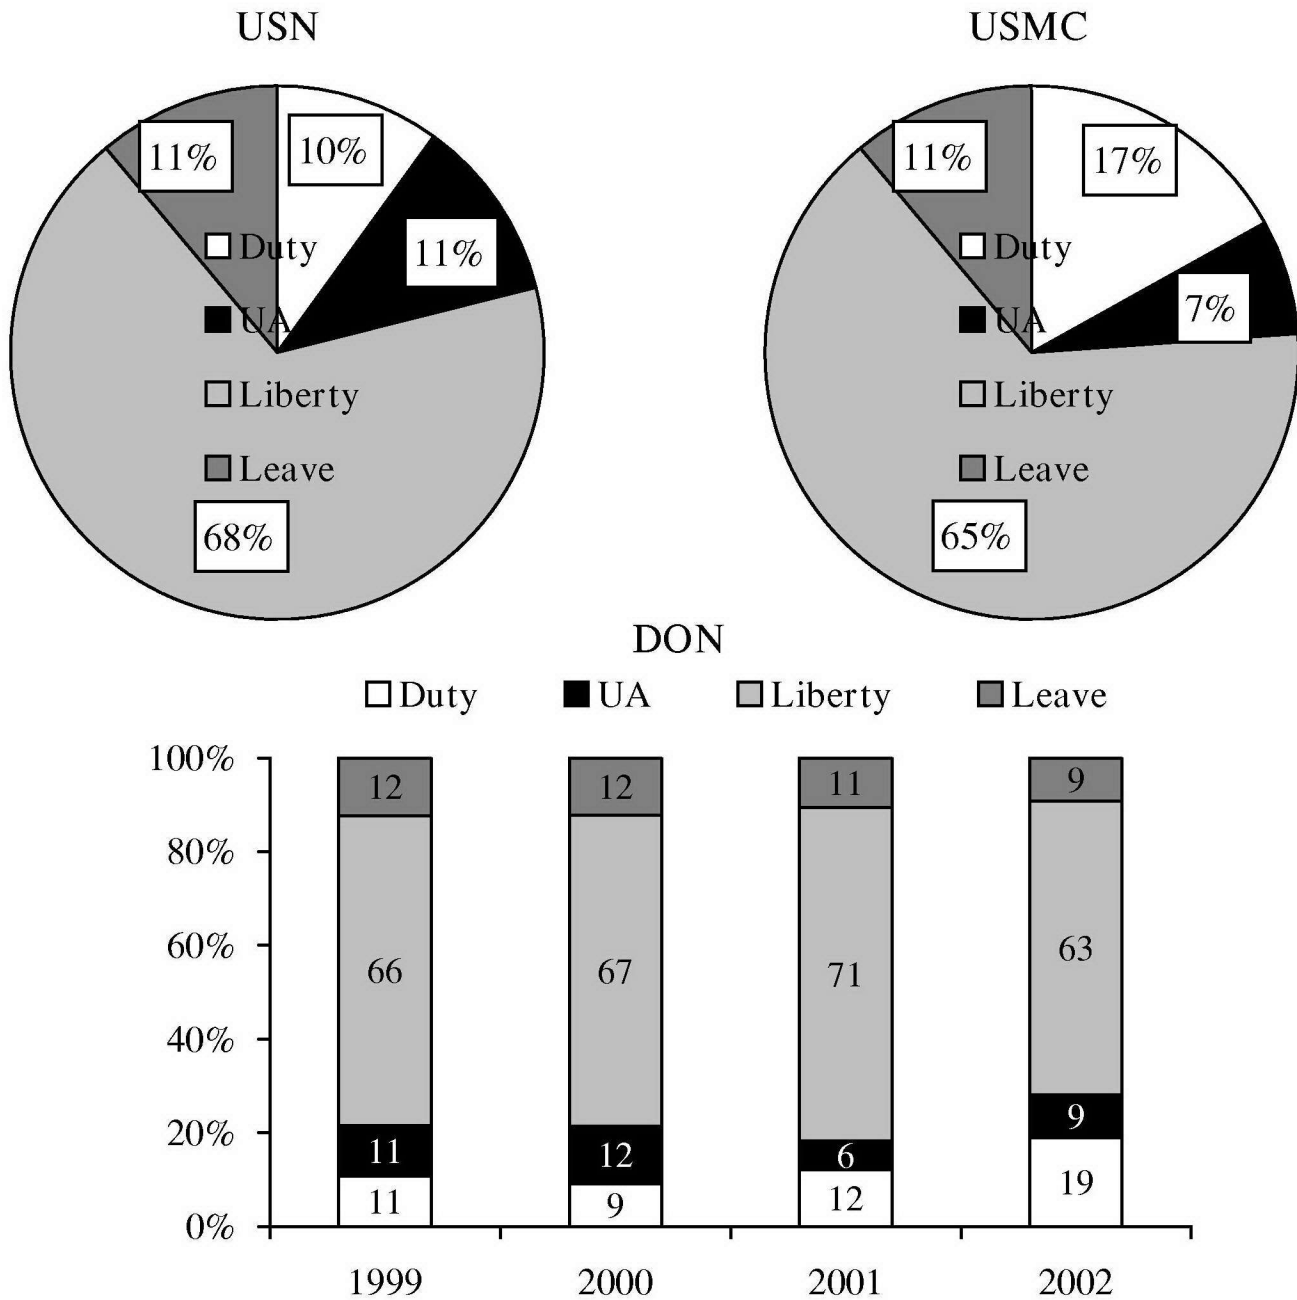 USN USMC
11% 10% 11% 17%
Duty 11% Duty
UA UA 7%
Liberty Liberty
Leave Leave
68% 65%
DON
Duty UA Liberty Leave
100%
12 12 11 9
80%
60%
66 67 71 63
40%
20%
11 12 6 9
11 9 12 19
0%
1999 2000 2001 2002